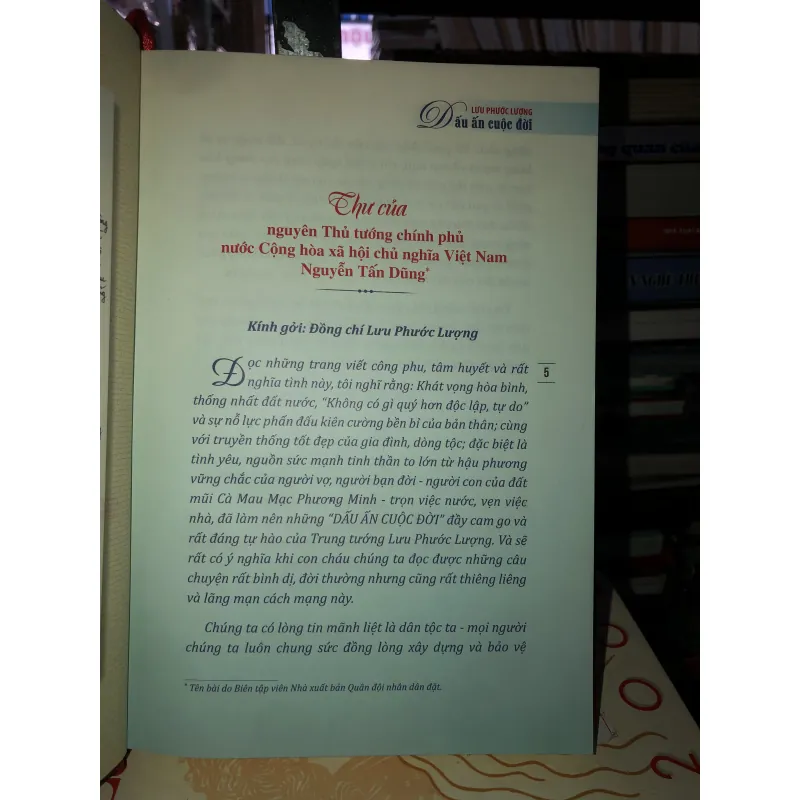 LƯU PHƯỚC LƯỢNG
Dấu ấn cuộc đời
Thư của
nguyên Thủ tướng chính phủ
nước Cộng hòa xã hội chủ nghĩa Việt Nam
Nguyễn Tấn Dũng*
Kính gởi: Đồng chí Lưu Phước Lượng
Đọc những trang viết công phu, tâm huyết và rất
nghĩa tình này, tôi nghĩ rằng: Khát vọng hòa bình,
thống nhất đất nước, “Không có gì quý hơn độc lập, tự do”
và sự nỗ lực phấn đấu kiên cường bền bỉ của bản thân; cùng
với truyền thống tốt đẹp của gia đình, dòng tộc; đặc biệt là
tình yêu, nguồn sức mạnh tinh thần to lớn từ hậu phương
vững chắc của người vợ, người bạn đời - người con của đất
mũi Cà Mau Mạc Phương Minh - trọn việc nước, vẹn việc
nhà, đã làm nên những “DẤU ẤN CUỘC ĐỜI” đầy cam go và
rất đáng tự hào của Trung tướng Lưu Phước Lượng. Và sẽ
rất có ý nghĩa khi con cháu chúng ta đọc được những câu
chuyện rất bình dị, đời thường nhưng cũng rất thiêng liêng
và lãng mạn cách mạng này.
Chúng ta có lòng tin mãnh liệt là dân tộc ta - mọi người
chúng ta luôn chung sức đồng lòng xây dựng và bảo vệ
* Tên bài do Biên tập viên Nhà xuất bản Quân đội nhân dân đặt.
5